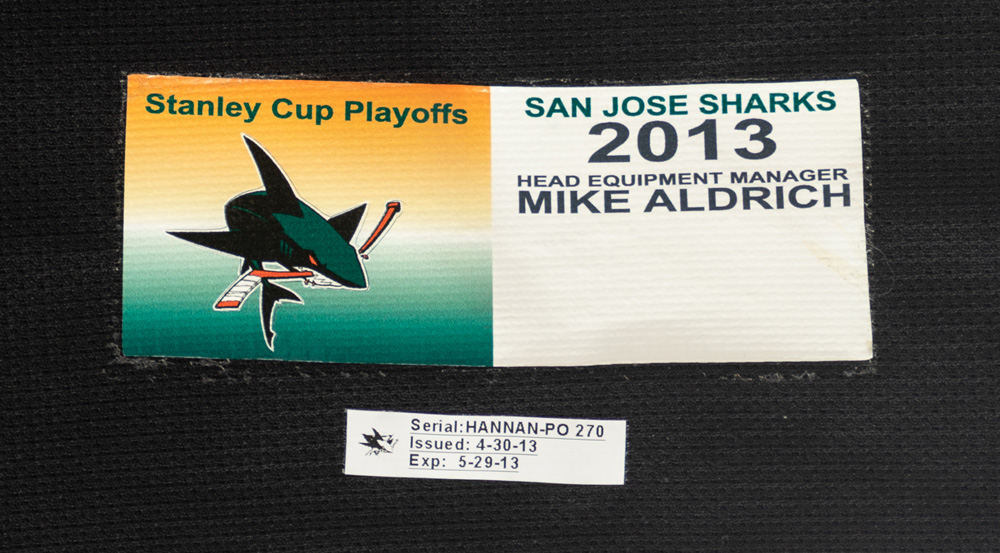 Stanley Cup Playoffs
SAN JOSE SHARKS
2013
HEAD EQUIPMENT MANAGER
MIKE ALDRICH
Serial:HANNAN-PO 270
Issued: 4-30-13
Exp: 5-29-13